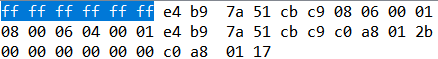 ff ff ff ff ff ff e4 b9 7a 51 cb c9 08 06 00 01
08 00 06 04 00 01 e4 b9 7a 51 cb c9 c0 a8 01 2b
00 00 00 00 00 00 c0 a8 01 17